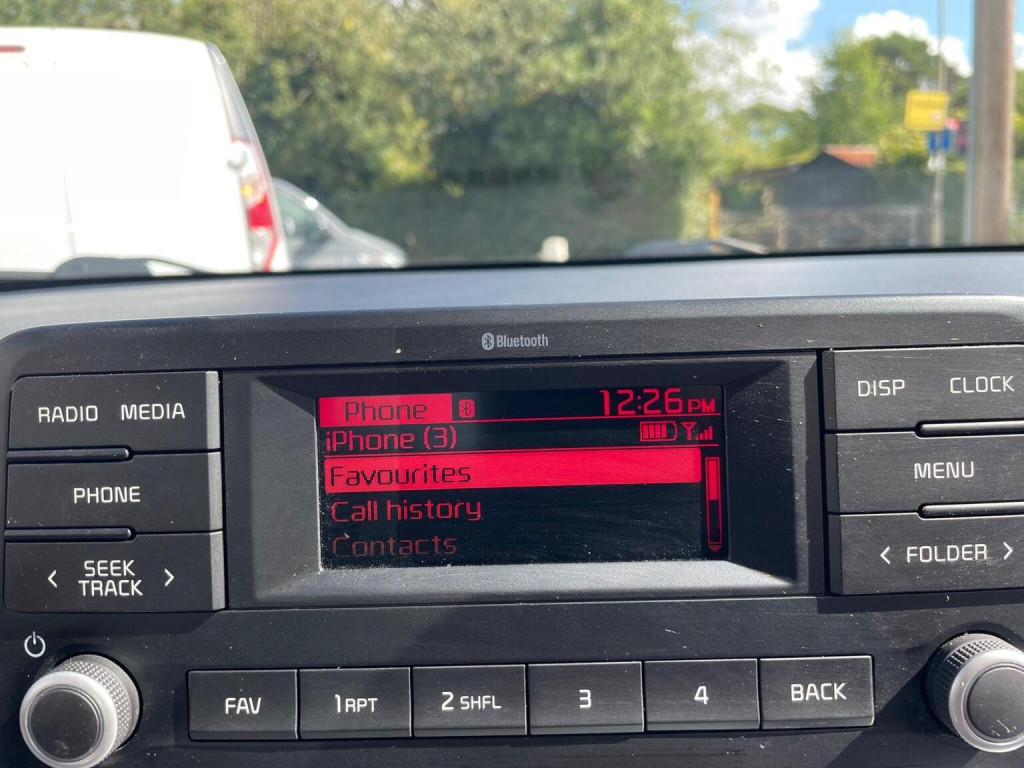 Bluetooth
RADIO MEDIA
PHONE
< SEEK TRACK >
Phone 12:26 PM
iPhone (3)
Favourites
Call history
Contacts
DISP CLOCK
MENU
< FOLDER >
FAV
1 RPT
2 SHFL
3
4
BACK